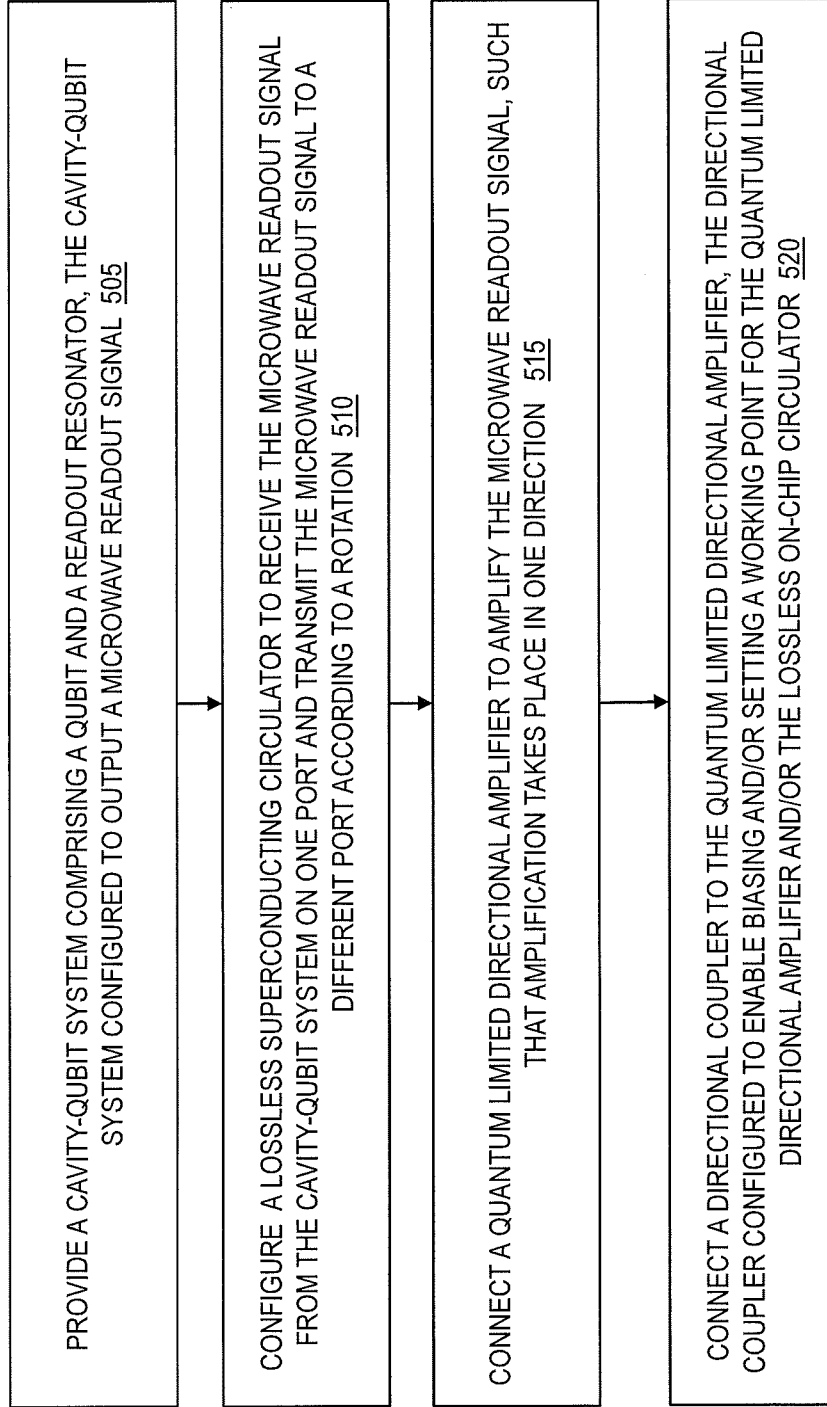 PROVIDE A CAVITY-QUBIT SYSTEM COMPRISING A QUBIT AND A READOUT RESONATOR, THE CAVITY-QUBIT
SYSTEM CONFIGURED TO OUTPUT A MICROWAVE READOUT SIGNAL 505
CONFIGURE A LOSSLESS SUPERCONDUCTING CIRCULATOR TO RECEIVE THE MICROWAVE READOUT SIGNAL
FROM THE CAVITY-QUBIT SYSTEM ON ONE PORT AND TRANSMIT THE MICROWAVE READOUT SIGNAL TO A
DIFFERENT PORT ACCORDING TO A ROTATION 510
CONNECT A QUANTUM LIMITED DIRECTIONAL AMPLIFIER TO AMPLIFY THE MICROWAVE READOUT SIGNAL, SUCH
THAT AMPLIFICATION TAKES PLACE IN ONE DIRECTION 515
CONNECT A DIRECTIONAL COUPLER TO THE QUANTUM LIMITED DIRECTIONAL AMPLIFIER, THE DIRECTIONAL
COUPLER CONFIGURED TO ENABLE BIASING AND/OR SETTING A WORKING POINT FOR THE QUANTUM LIMITED
DIRECTIONAL AMPLIFIER AND/OR THE LOSSLESS ON-CHIP CIRCULATOR 520